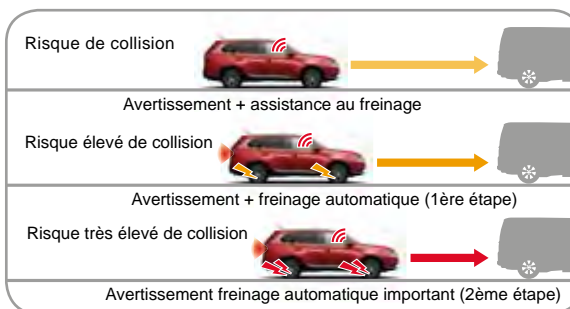 Risque de collision
Avertissement + assistance au freinage
Risque élevé de collision
Avertissement + freinage automatique (1ère étape)
Risque très élevé de collision
Avertissement freinage automatique important (2ème étape)